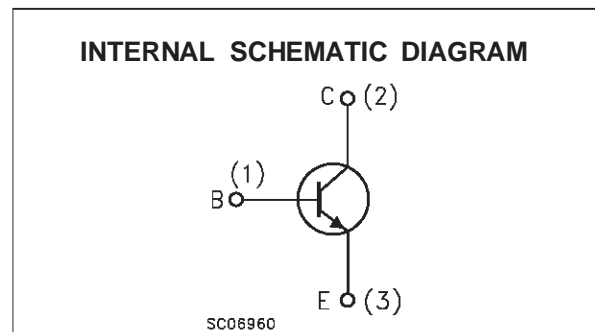 INTERNAL SCHEMATIC DIAGRAM
C (2)
(1)
B
E (3)
SC06960